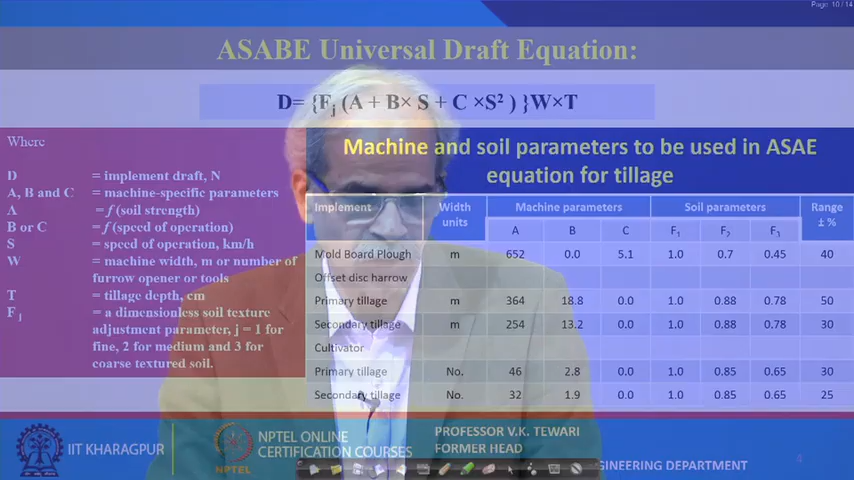 Page 10 / 14
ASABE Universal Draft Equation:
D= {Fj (A + B× S + C ×S² ) }W×T
Where
D = implement draft, N
A, B and C = machine-specific parameters
A = f (soil strength)
B or C = f (speed of operation)
S = speed of operation, km/h
W = machine width, m or number of
furrow opener or tools
T = tillage depth, cm
F j = a dimensionless soil texture
adjustment parameter, j = 1 for
fine, 2 for medium and 3 for
coarse textured soil.
Machine and soil parameters to be used in ASAE
equation for tillage
Implement Width units Machine parameters Soil parameters Range ± %
A B C F1 F2 F3
Mold Board Plough m 652 0.0 5.1 1.0 0.7 0.45 40
Offset disc harrow
Primary tillage m 364 18.8 0.0 1.0 0.88 0.78 50
Secondary tillage m 254 13.2 0.0 1.0 0.88 0.78 30
Cultivator
Primary tillage No. 46 2.8 0.0 1.0 0.85 0.65 30
Secondary tillage No. 32 1.9 0.0 1.0 0.85 0.65 25
IIT KHARAGPUR
NPTEL
NPTEL ONLINE
CERTIFICATION COURSES
PROFESSOR V.K. TEWARI
FORMER HEAD
GINEERING DEPARTMENT